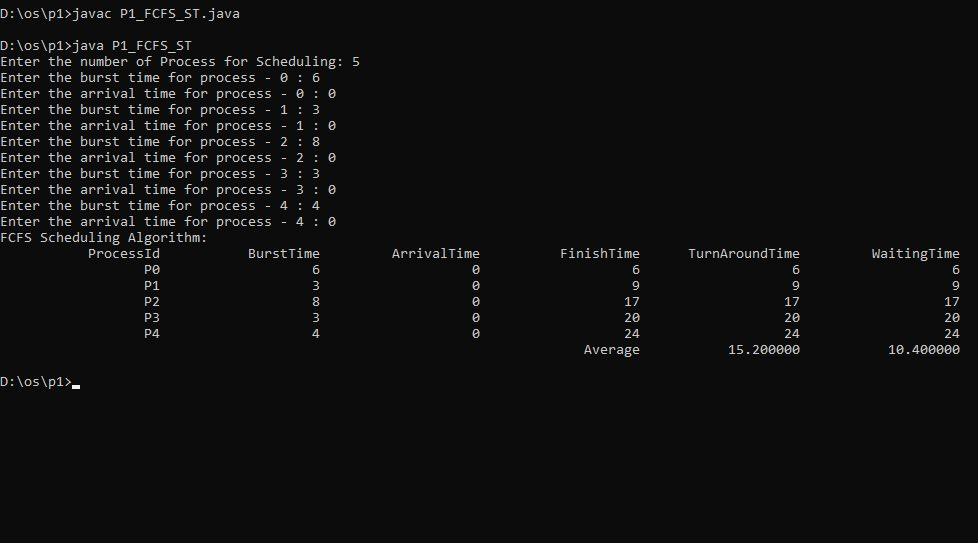 D:\os\p1>javac P1_FCFS_ST.java
D:\os\p1>java P1_FCFS_ST
Enter the number of Process for Scheduling: 5
Enter the burst time for process - 0 : 6
Enter the arrival time for process - 0 : 0
Enter the burst time for process - 1 : 3
Enter the arrival time for process - 1 : 0
Enter the burst time for process - 2 : 8
Enter the arrival time for process - 2 : 0
Enter the burst time for process - 3 : 3
Enter the arrival time for process - 3 : 0
Enter the burst time for process - 4 : 4
Enter the arrival time for process - 4 : 0
FCFS Scheduling Algorithm:
ProcessId BurstTime ArrivalTime FinishTime TurnAroundTime WaitingTime
P0 6 0 6 6 6
P1 3 0 9 9 9
P2 8 0 17 17 17
P3 3 0 20 20 20
P4 4 0 24 24 24
Average 15.200000 10.400000
D:\os\p1>